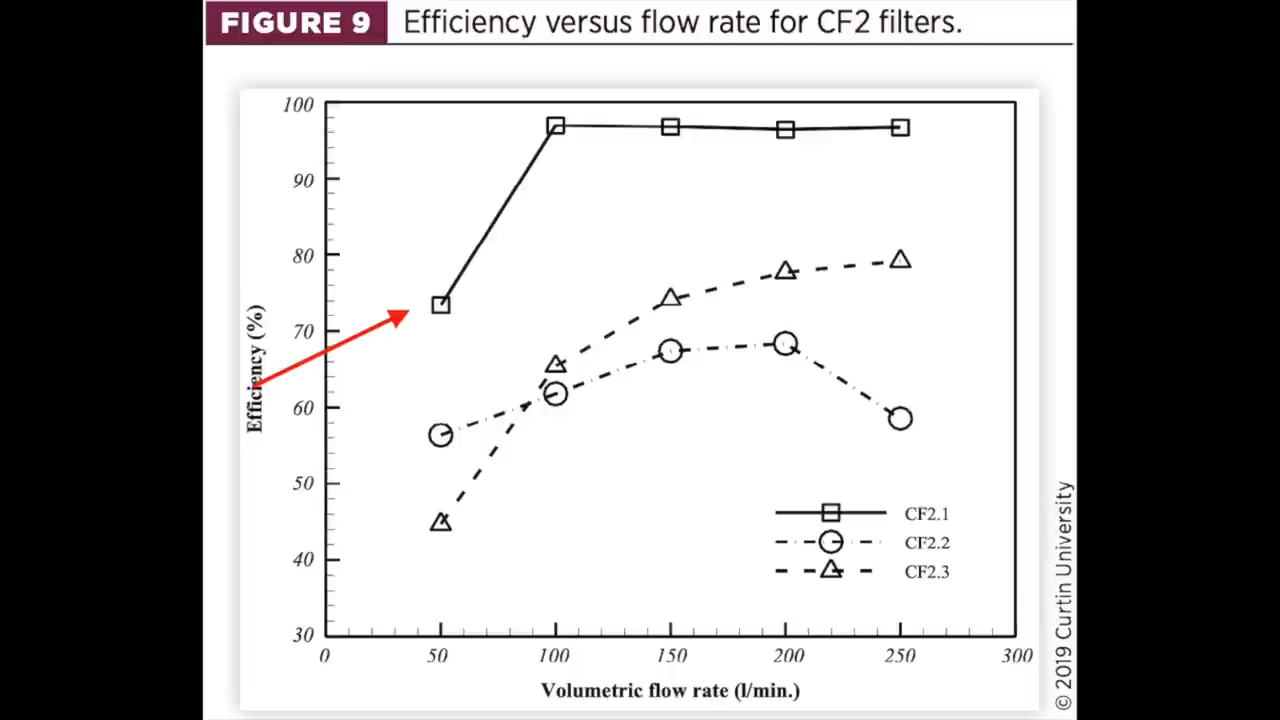 FIGURE 9 Efficiency versus flow rate for CF2 filters.
100
90
80
70
60
50
40
30
Efficiency (%)
0 50 100 150 200 250 300
Volumetric flow rate (l/min.)
CF2.1
CF2.2
CF2.3
© 2019 Curtin University